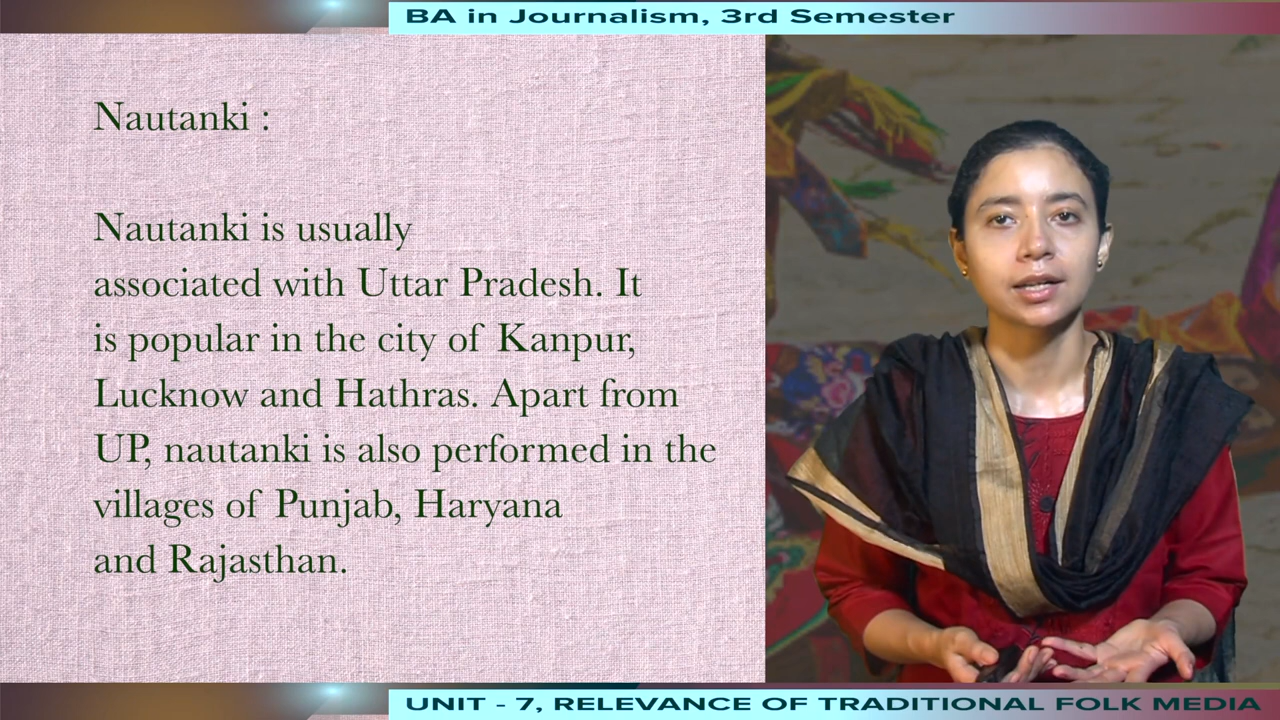 BA in Journalism, 3rd Semester
Nautanki :
Nautanki is usually
associated with Uttar Pradesh. It
is popular in the city of Kanpur,
Lucknow and Hathras. Apart from
UP, nautanki is also performed in the
villages of Punjab, Haryana
and Rajasthan.
UNIT - 7, RELEVANCE OF TRADITIONAL FOLK MEDIA